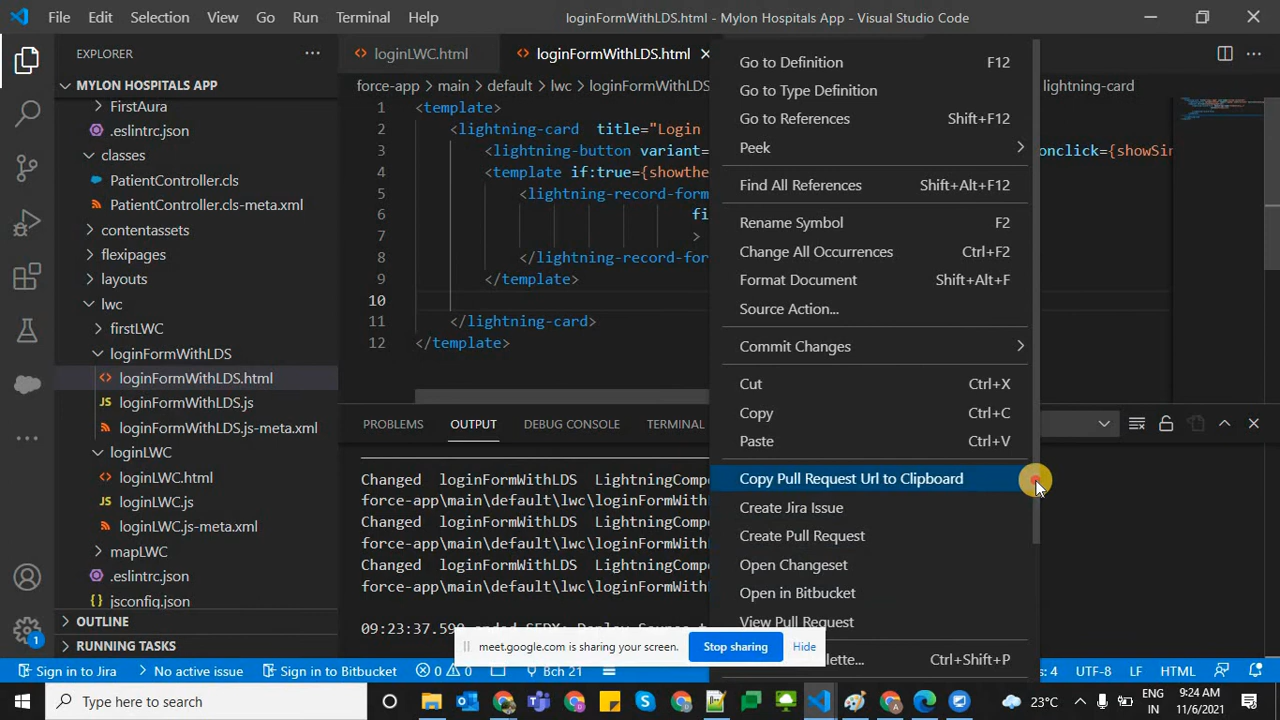 File Edit Selection View Go Run Terminal Help
loginFormWithLDS.html - Mylon Hospitals App - Visual Studio Code
EXPLORER
MYLON HOSPITALS APP
FirstAura
.eslintrc.json
classes
PatientController.cls
PatientController.cls-meta.xml
contentassets
flexipages
layouts
lwc
firstLWC
loginFormWithLDS
loginFormWithLDS.html
loginFormWithLDS.js
loginFormWithLDS.js-meta.xml
loginLWC
loginLWC.html
loginLWC.js
loginLWC.js-meta.xml
mapLWC
.eslintrc.json
jsconfig.json
OUTLINE
RUNNING TASKS
loginLWC.html loginFormWithLDS.html
force-app > main > default > lwc > loginFormWithLDS lightning-card
1 <template>
2 <lightning-card title="Login
3 <lightning-button variant= onclick={showSi
4 <template if:true={showthe
5 <lightning-record-form
6 fi
7 >
8 </lightning-record-for
9 </template>
10
11 </lightning-card>
12 </template>
Go to Definition F12
Go to Type Definition
Go to References Shift+F12
Peek
Find All References Shift+Alt+F12
Rename Symbol F2
Change All Occurrences Ctrl+F2
Format Document Shift+Alt+F
Source Action...
Commit Changes
Cut Ctrl+X
Copy Ctrl+C
Paste Ctrl+V
Copy Pull Request Url to Clipboard
Create Jira Issue
Create Pull Request
Open Changeset
Open in Bitbucket
View Pull Request
Ctrl+Shift+P
PROBLEMS OUTPUT DEBUG CONSOLE TERMINAL
Changed loginFormWithLDS LightningComp
force-app\main\default\lwc\loginFormWith
Changed loginFormWithLDS LightningComp
force-app\main\default\lwc\loginFormWith
Changed loginFormWithLDS LightningComp
force-app\main\default\lwc\loginFormWith
meet.google.com is sharing your screen. Stop sharing Hide
Sign in to Jira No active issue Sign in to Bitbucket 0 0 Bch 21 s: 4 UTF-8 LF HTML
1
Type here to search
23°C
ENG
IN
9:24 AM
11/6/2021